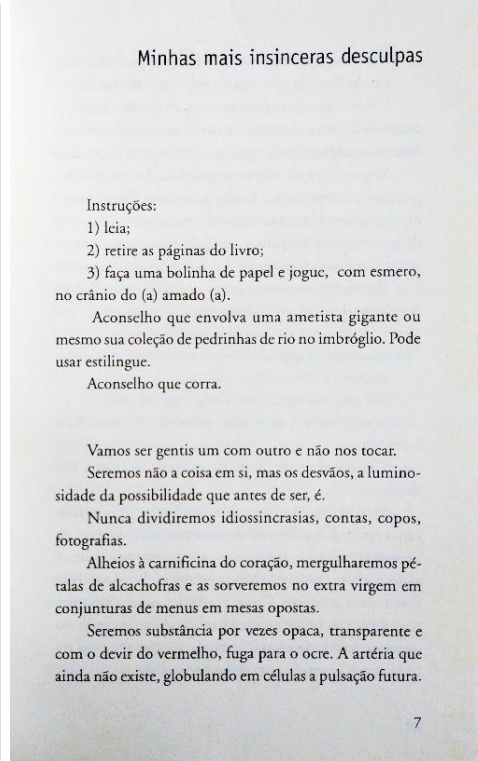 Minhas mais insinceras desculpas
Instruções:
1) leia;
2) retire as páginas do livro;
3) faça uma bolinha de papel e jogue, com esmero,
no crânio do (a) amado (a).
Aconselho que envolva uma ametista gigante ou
mesmo sua coleção de pedrinhas de rio no imbróglio. Pode
usar estilingue.
Aconselho que corra.
Vamos ser gentis um com outro e não nos tocar.
Seremos não a coisa em si, mas os desvãos, a lumino-
sidade da possibilidade que antes de ser, é.
Nunca dividiremos idiossincrasias, contas, copos,
fotografias.
Alheios à carnificina do coração, mergulharemos pé-
talas de alcachofras e as sorveremos no extra virgem em
conjunturas de menus em mesas opostas.
Seremos substância por vezes opaca, transparente e
com o devir do vermelho, fuga para o ocre. A artéria que
ainda não existe, globulando em células a pulsação futura.
7